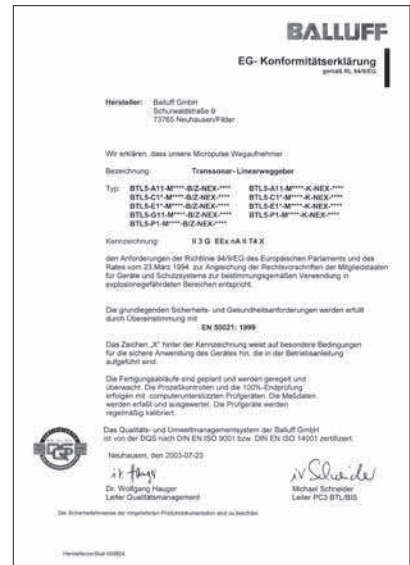 BALLUFF
EG- Konformitätserklärung
gemäß RL 94/9/EG
Hersteller: Balluff GmbH
Schurwaldstraße 9
73765 Neuhausen/Filder
Wir erklären, dass unsere Micropulse Wegaufnehmer
Bezeichnung: Transsonar- Linearweggeber
Typ: BTL5-A11-M****-B/Z-NEX-**** BTL5-A11-M****-K-NEX-****
BTL5-C1*-M****-B/Z-NEX-**** BTL5-C1*-M****-K-NEX-****
BTL5-E1*-M****-B/Z-NEX-**** BTL5-E1*-M****-K-NEX-****
BTL5-G11-M****-B/Z-NEX-**** BTL5-P1-M****-K-NEX-****
BTL5-P1-M****-B/Z-NEX-****
Kennzeichnung: II 3 G EEx nA II T4 X
den Anforderungen der Richtlinie 94/9/EG des Europäischen Parlaments und des
Rates vom 23.März 1994 zur Angleichung der Rechtsvorschriften der Mitgliedstaaten
für Geräte und Schutzsysteme zur bestimmungsgemäßen Verwendung in
explosionsgefährdeten Bereichen entspricht.
Die grundlegenden Sicherheits- und Gesundheitsanforderungen werden erfüllt
durch Übereinstimmung mit
EN 50021: 1999
Das Zeichen „X" hinter der Kennzeichnung weist auf besondere Bedingungen
für die sichere Anwendung des Gerätes hin, die in der Betriebsanleitung
aufgeführt sind.
Die Fertigungsabläufe sind geplant und werden geregelt und
überwacht. Die Prozeßkontrollen und die 100%-Endprüfung
erfolgen mit computerunterstützten Prüfgeräten. Die Meßdaten
werden erfaßt und ausgewertet. Die Prüfgeräte werden
regelmäßig kalibriert.
Das Qualitäts- und Umweltmanagementsystem der Balluff GmbH
ist von der DQS nach DIN EN ISO 9001 bzw. DIN EN ISO 14001 zertifiziert.
Neuhausen, den 2003-07-23
Dr. Wolfgang Hauger
Leiter Qualitätsmanagement
Michael Schneider
Leiter PC3 BTL/BIS
Die Sicherheitshinweise der mitgelieferten Produktdokumentation sind zu beachten.